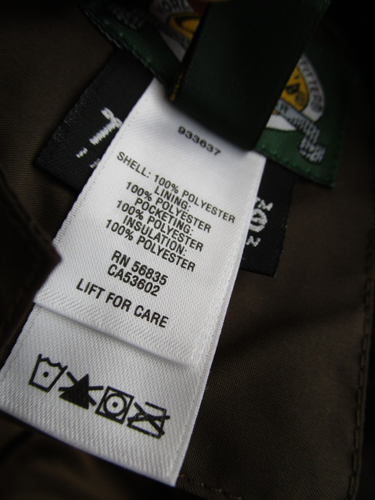 933637
SHELL: 100% POLYESTER
LINING:
100% POLYESTER
POCKETING:
100% POLYESTER
INSULATION:
100% POLYESTER
RN 56835
CA53602
LIFT FOR CARE